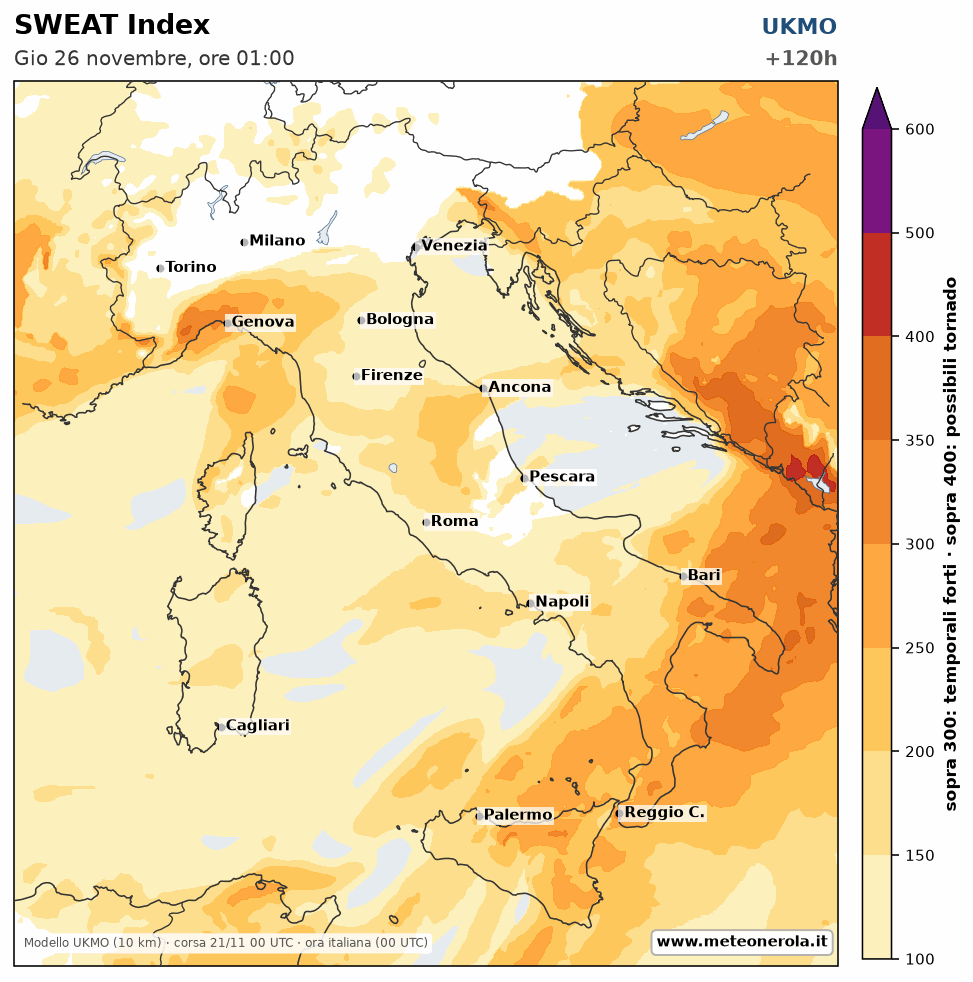 SWEAT Index
UKMO
Gio 26 novembre, ore 01:00
+120h
Milano
Venezia
Torino
Genova
Bologna
Firenze
Ancona
Pescara
Roma
Bari
Napoli
Cagliari
Palermo
Reggio C.
Modello UKMO (10 km) · corsa 21/11 00 UTC · ora italiana (00 UTC)
www.meteonerola.it
600
500
400
350
300
250
200
150
100
sopra 300: temporali forti · sopra 400: possibili tornado